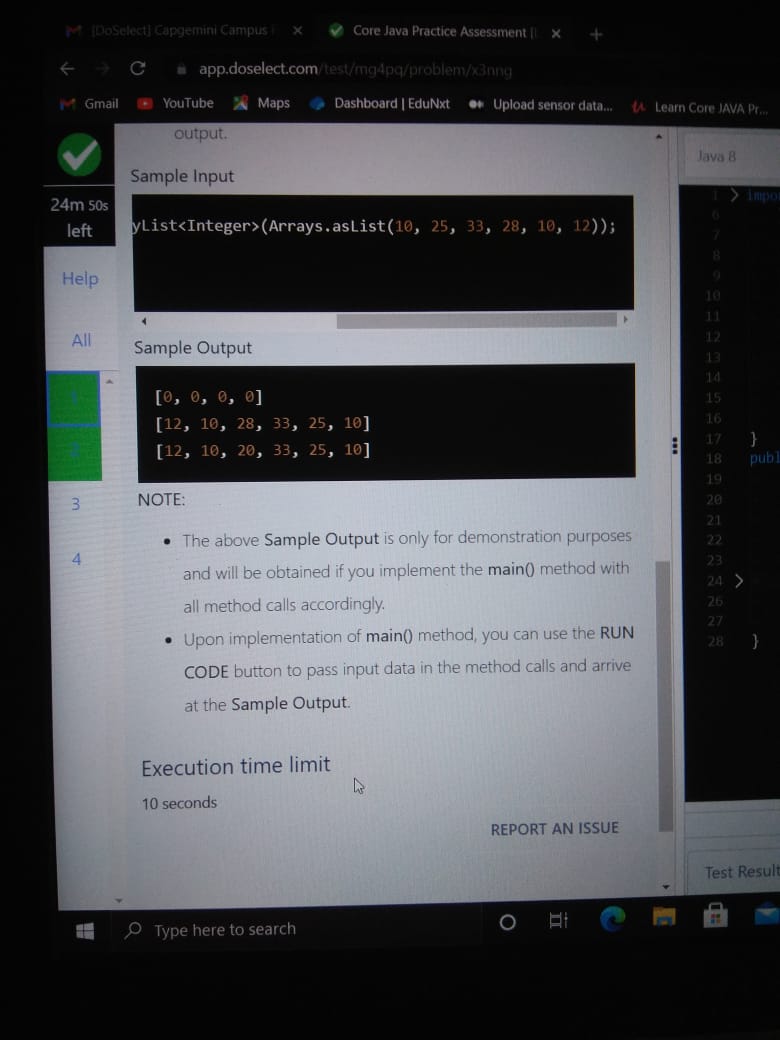 [DoSelect] Capgemini Campus
Core Java Practice Assessment [
app.doselect.com/test/mg4pq/problem/x3nng
Gmail YouTube Maps Dashboard | EduNxt Upload sensor data... Learn Core JAVA Pr...
output.
24m 50s
left
Help
All
1
2
3
4
Sample Input
yList<Integer>(Arrays.asList(10, 25, 33, 28, 10, 12));
Sample Output
[0, 0, 0, 0]
[12, 10, 28, 33, 25, 10]
[12, 10, 20, 33, 25, 10]
NOTE:
• The above Sample Output is only for demonstration purposes
and will be obtained if you implement the main() method with
all method calls accordingly.
• Upon implementation of main() method, you can use the RUN
CODE button to pass input data in the method calls and arrive
at the Sample Output.
Execution time limit
10 seconds
REPORT AN ISSUE
Java 8
1 > impo
6
7
8
9
10
11
12
13
14
15
16
17 }
18 publ
19
20
21
22
23
24 >
26
27
28 }
Test Result
Type here to search